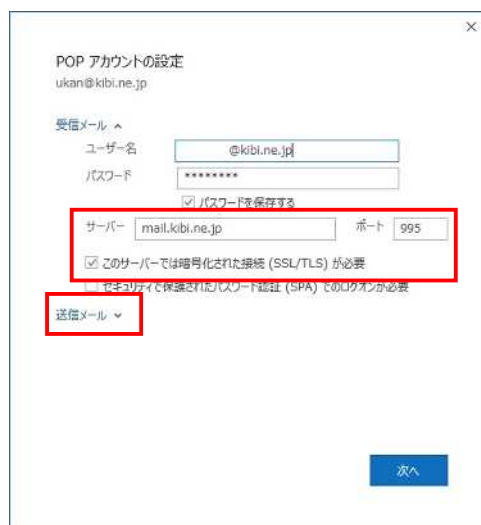 POP アカウントの設定
ukan@kibi.ne.jp
受信メール
ユーザー名 @kibi.ne.jp
パスワード ********
パスワードを保存する
サーバー mail.kibi.ne.jp ポート 995
このサーバーでは暗号化された接続 (SSL/TLS) が必要
セキュリティで保護されたパスワード認証 (SPA) でのログオンが必要
送信メール
次へ